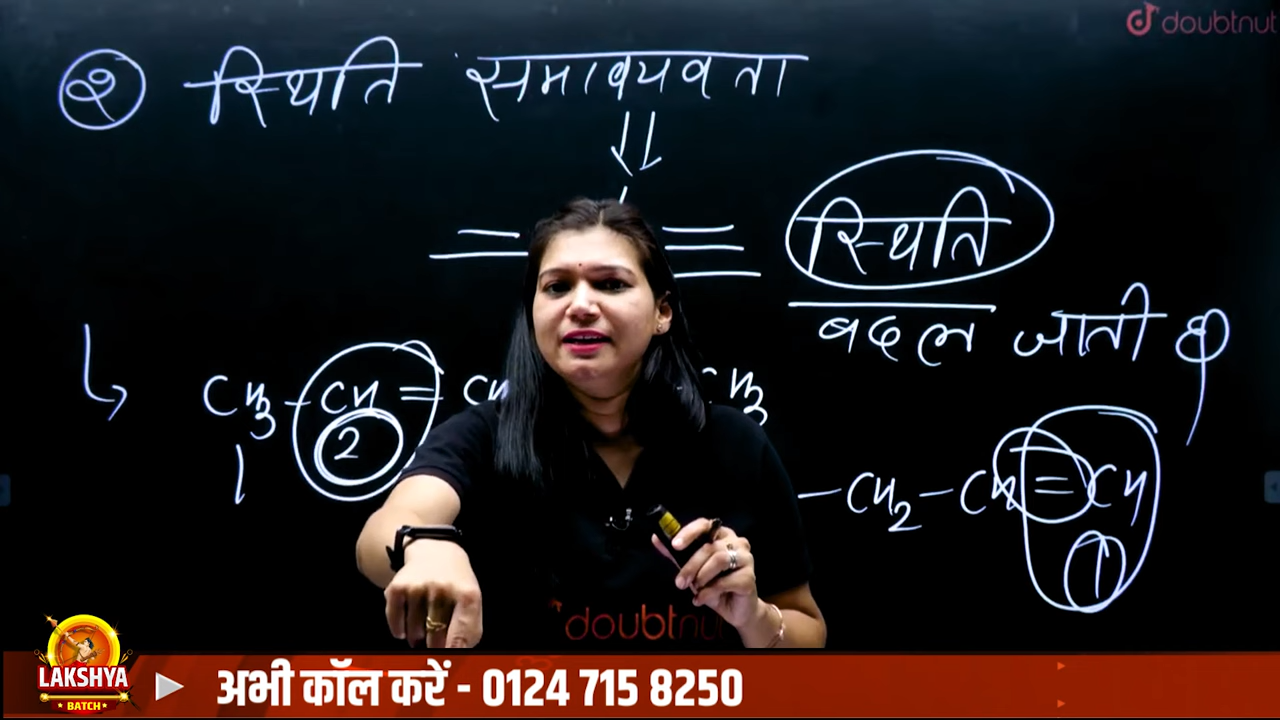 doubtnut
② स्थिति समावयवता
स्थिति
बदल जाती है
CH3 - CH = CH CH3
1 2
- CH2 - CH = CH
1
doubtnut
LAKSHYA
BATCH
अभी कॉल करें - 0124 715 8250